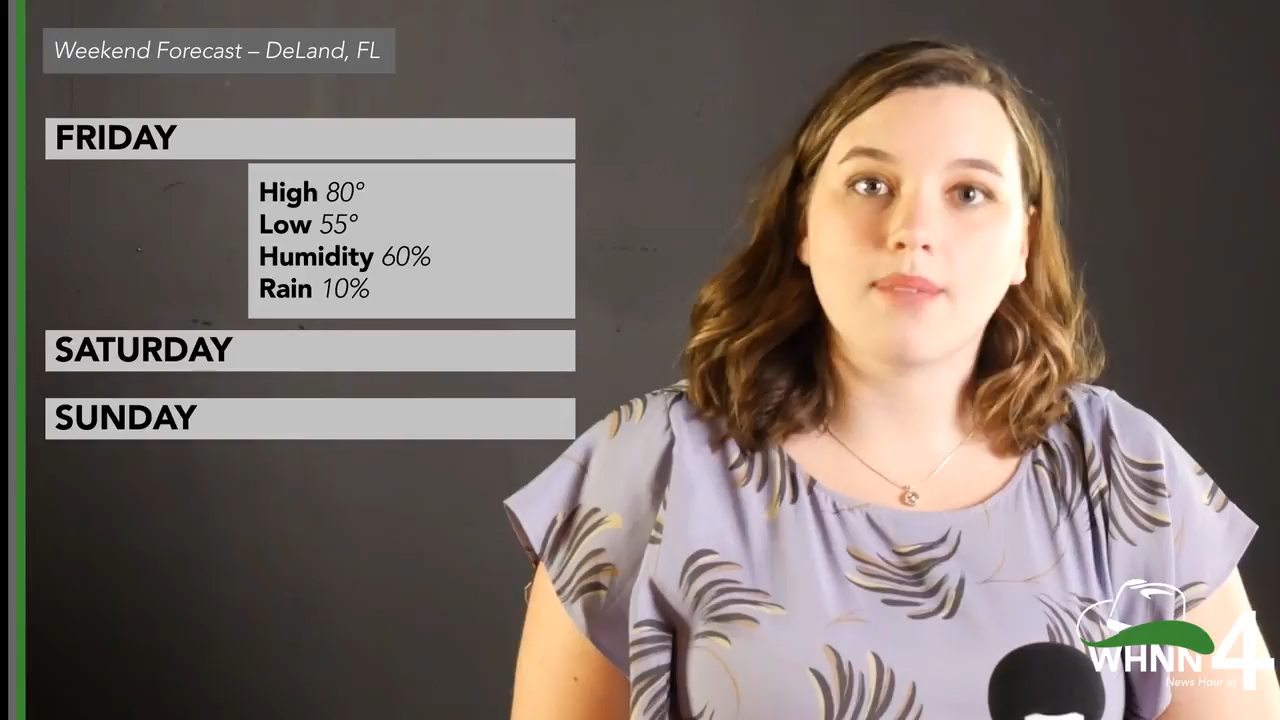 Weekend Forecast – DeLand, FL
FRIDAY
High 80°
Low 55°
Humidity 60%
Rain 10%
SATURDAY
SUNDAY
WHNN 4
News Hour at